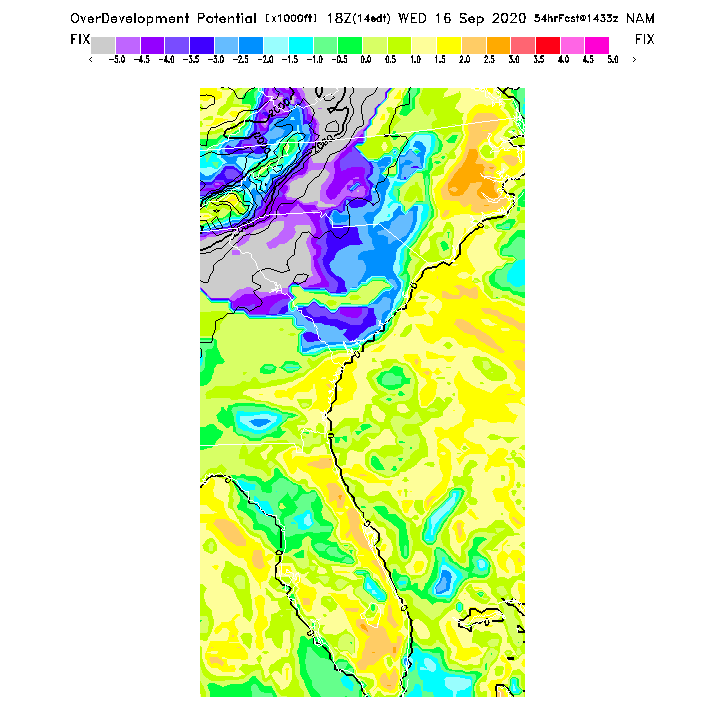 OverDevelopment Potential [x1000ft] 18Z(14edt) WED 16 Sep 2020 54hrFcst@1433z NAM
FIX FIX
< -5.0 -4.5 -4.0 -3.5 -3.0 -2.5 -2.0 -1.5 -1.0 -0.5 0.0 0.5 1.0 1.5 2.0 2.5 3.0 3.5 4.0 4.5 5.0 >
2000
2000